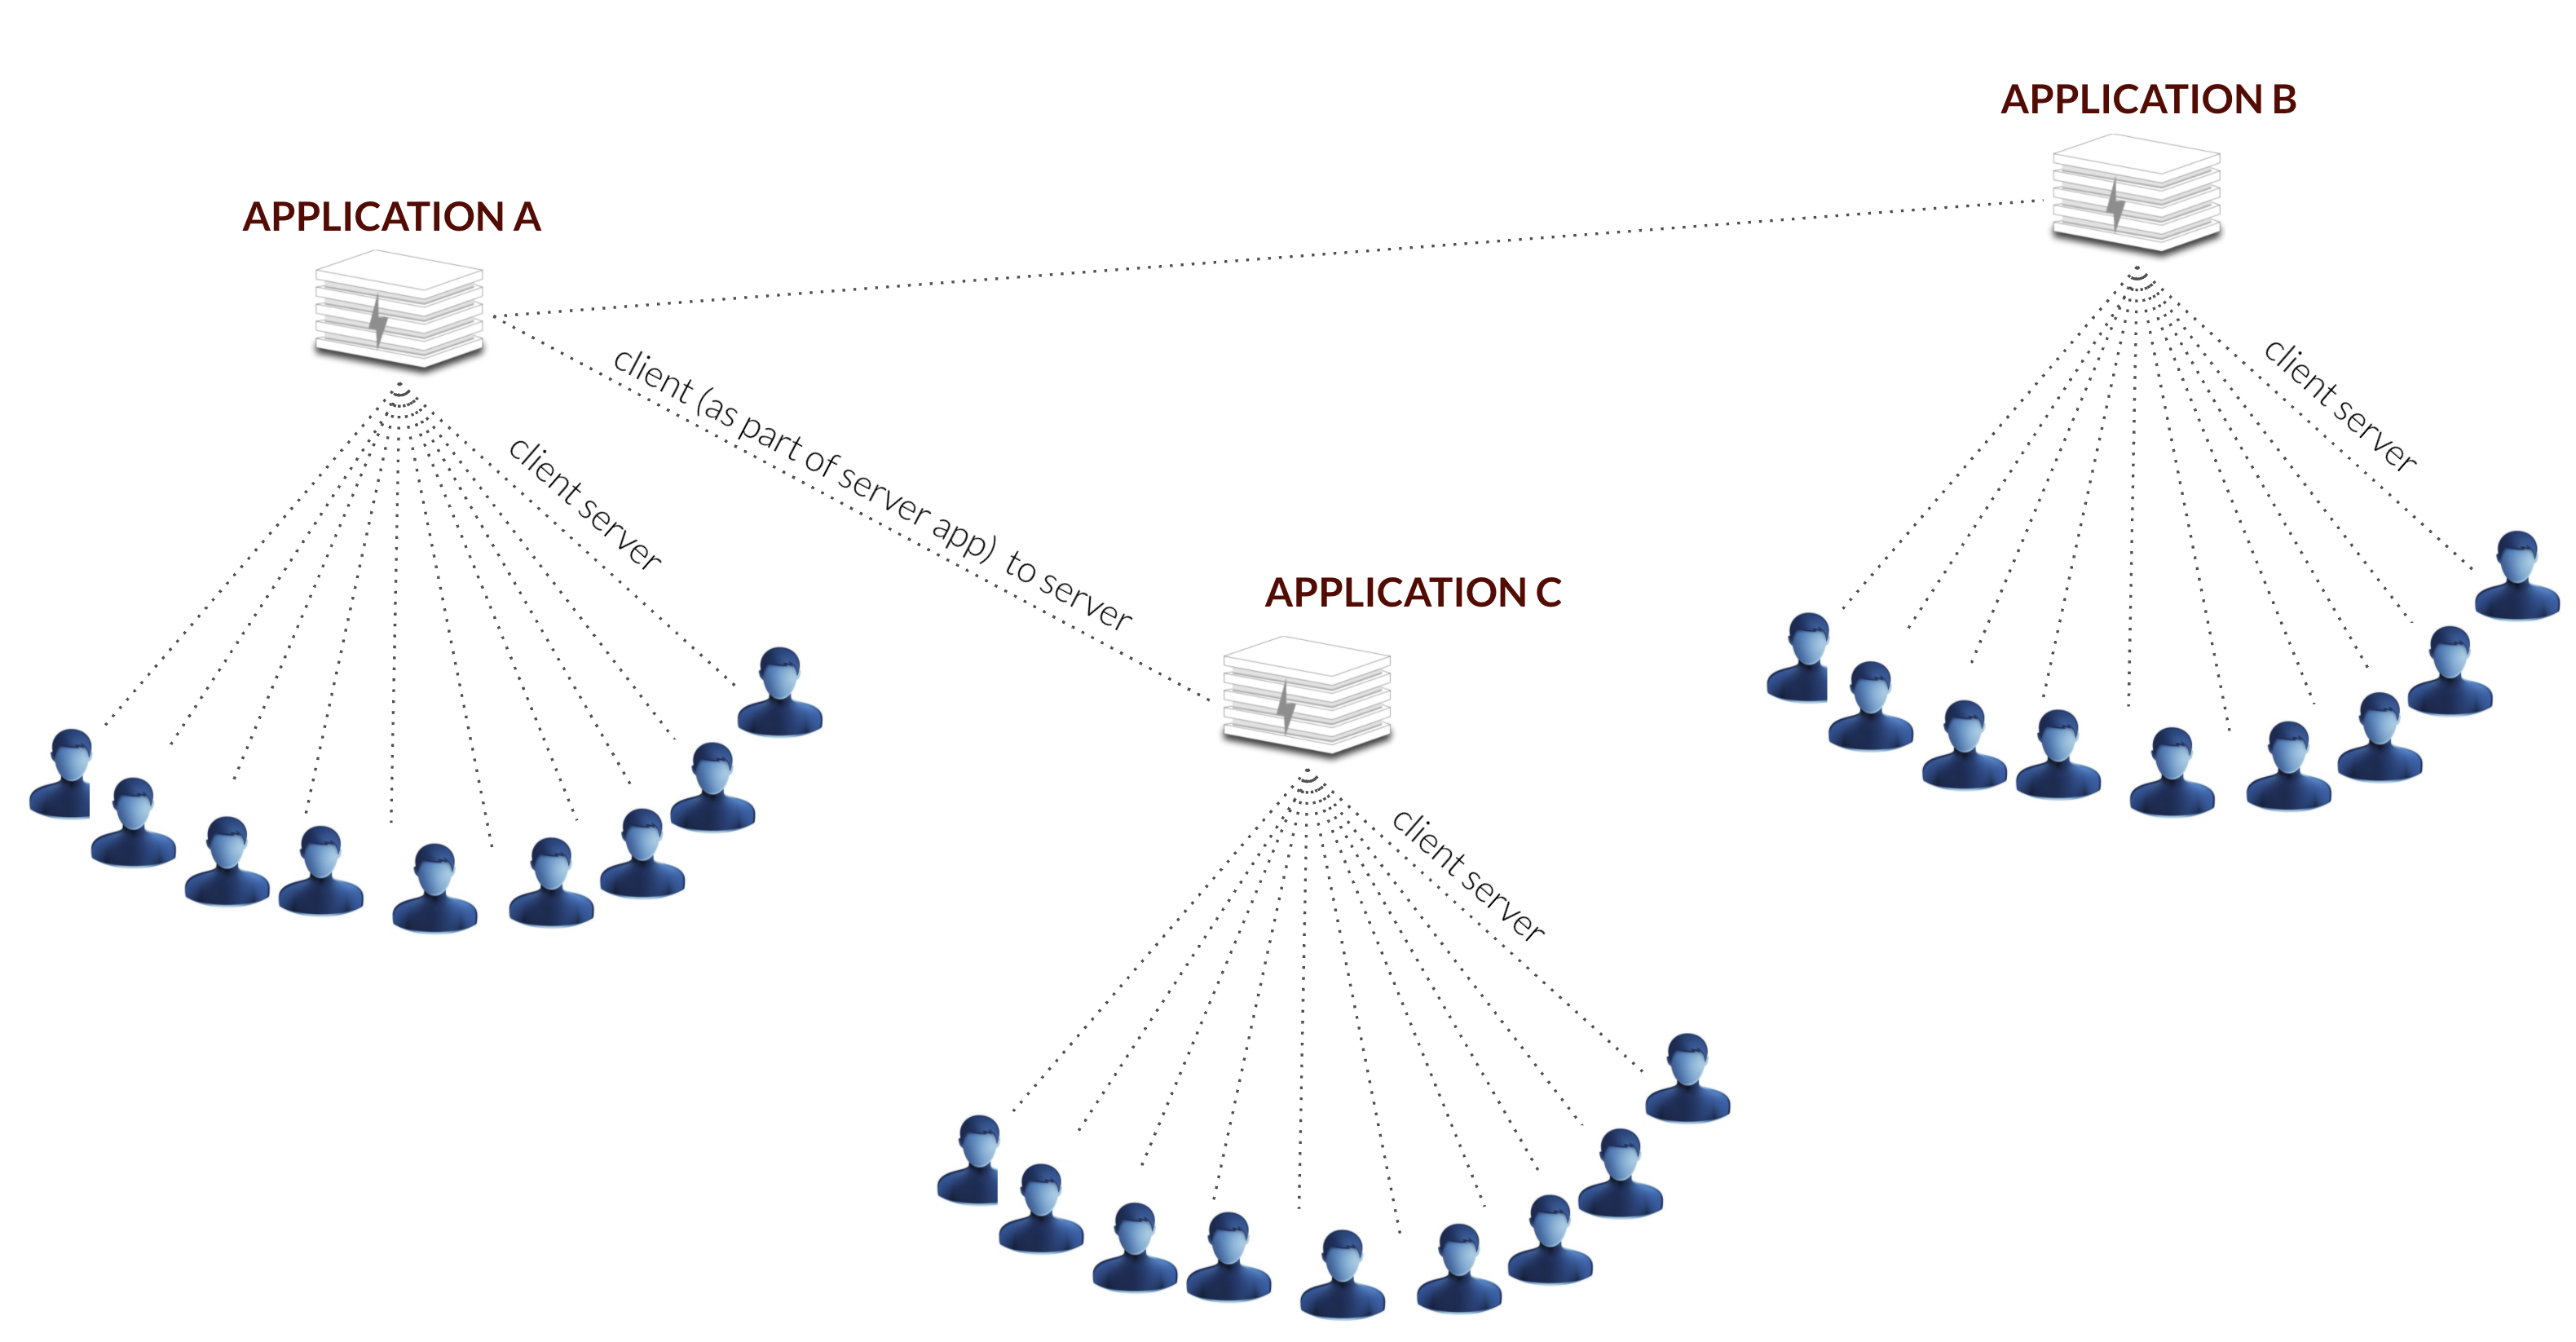 APPLICATION B
APPLICATION A
client server
client (as part of server app) to server
client server
APPLICATION C
client server